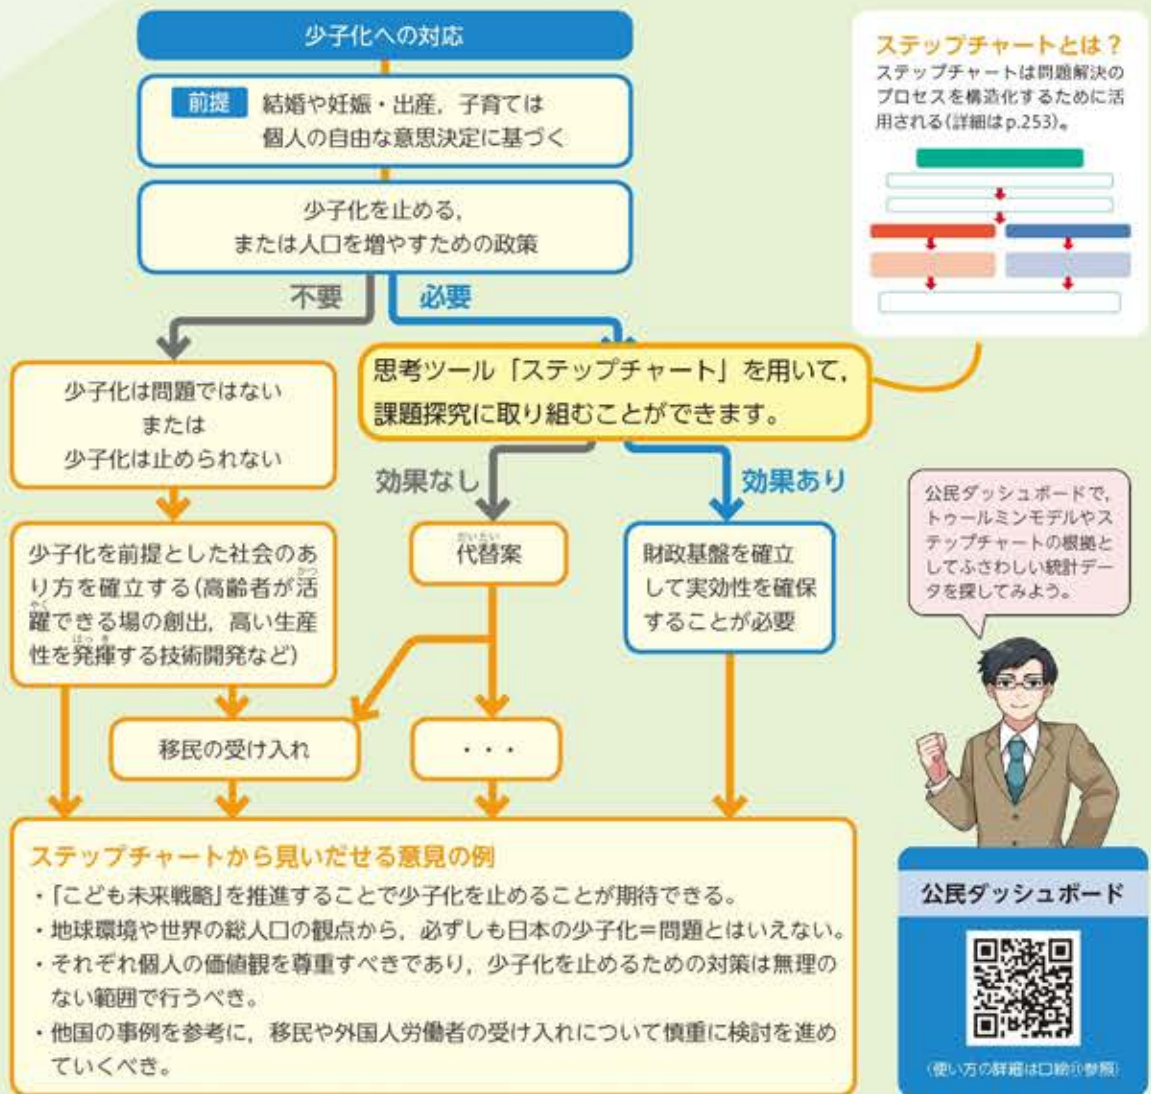 少子化への対応
前提 結婚や妊娠・出産，子育ては
個人の自由な意思決定に基づく
少子化を止める，
または人口を増やすための政策
不要
必要
ステップチャートとは？
ステップチャートは問題解決の
プロセスを構造化するために活
用される(詳細はp.253)。
少子化は問題ではない
または
少子化は止められない
思考ツール「ステップチャート」を用いて，
課題探究に取り組むことができます。
効果なし
効果あり
少子化を前提とした社会のあ
り方を確立する(高齢者が活
かつ
躍できる場の創出，高い生産
やく
性を発揮する技術開発など)
はっき
だいたい
代替案
財政基盤を確立
して実効性を確保
することが必要
移民の受け入れ
・・・
公民ダッシュボードで，
トゥールミンモデルやス
テップチャートの根拠と
してふさわしい統計デー
タを探してみよう。
ステップチャートから見いだせる意見の例
・「こども未来戦略」を推進することで少子化を止めることが期待できる。
・地球環境や世界の総人口の観点から，必ずしも日本の少子化＝問題とはいえない。
・それぞれ個人の価値観を尊重すべきであり，少子化を止めるための対策は無理の
ない範囲で行うべき。
・他国の事例を参考に，移民や外国人労働者の受け入れについて慎重に検討を進め
ていくべき。
公民ダッシュボード
(使い方の詳細は口絵参照)